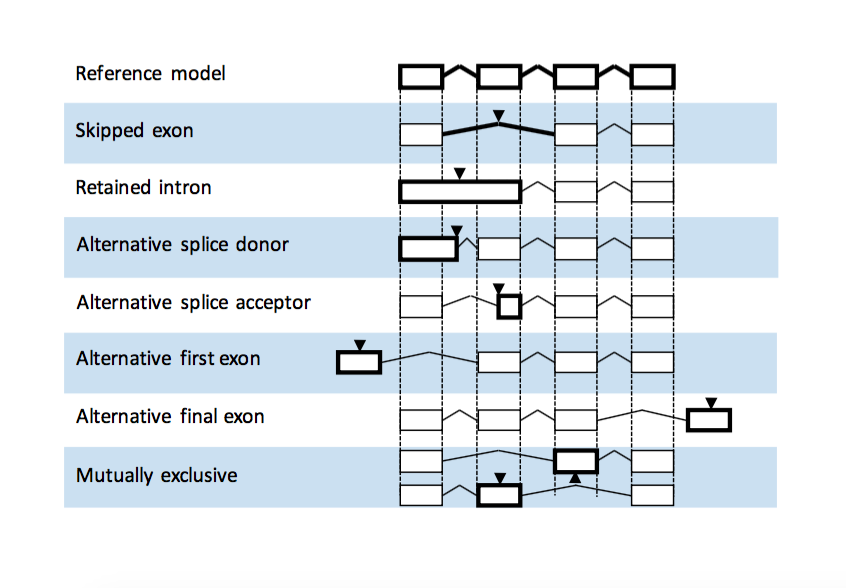 Reference model
Skipped exon
Retained intron
Alternative splice donor
Alternative splice acceptor
Alternative first exon
Alternative final exon
Mutually exclusive